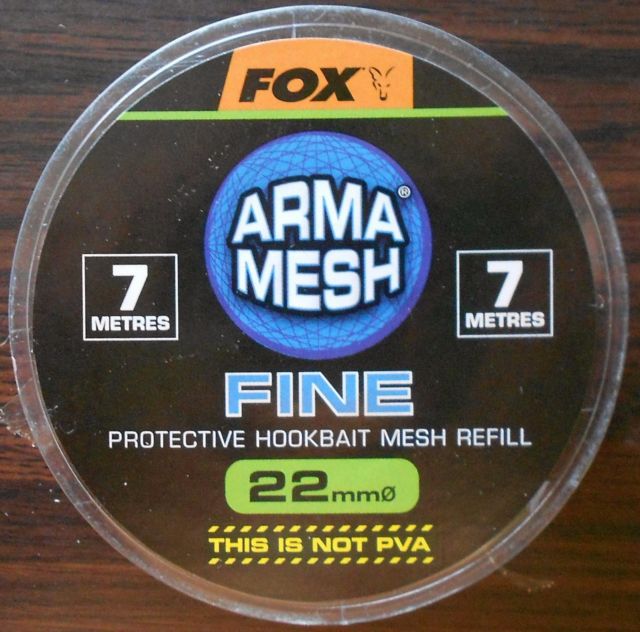 FOX
ARMA®
MESH
7
METRES
7
METRES
FINE
PROTECTIVE HOOKBAIT MESH REFILL
22mmØ
THIS IS NOT PVA